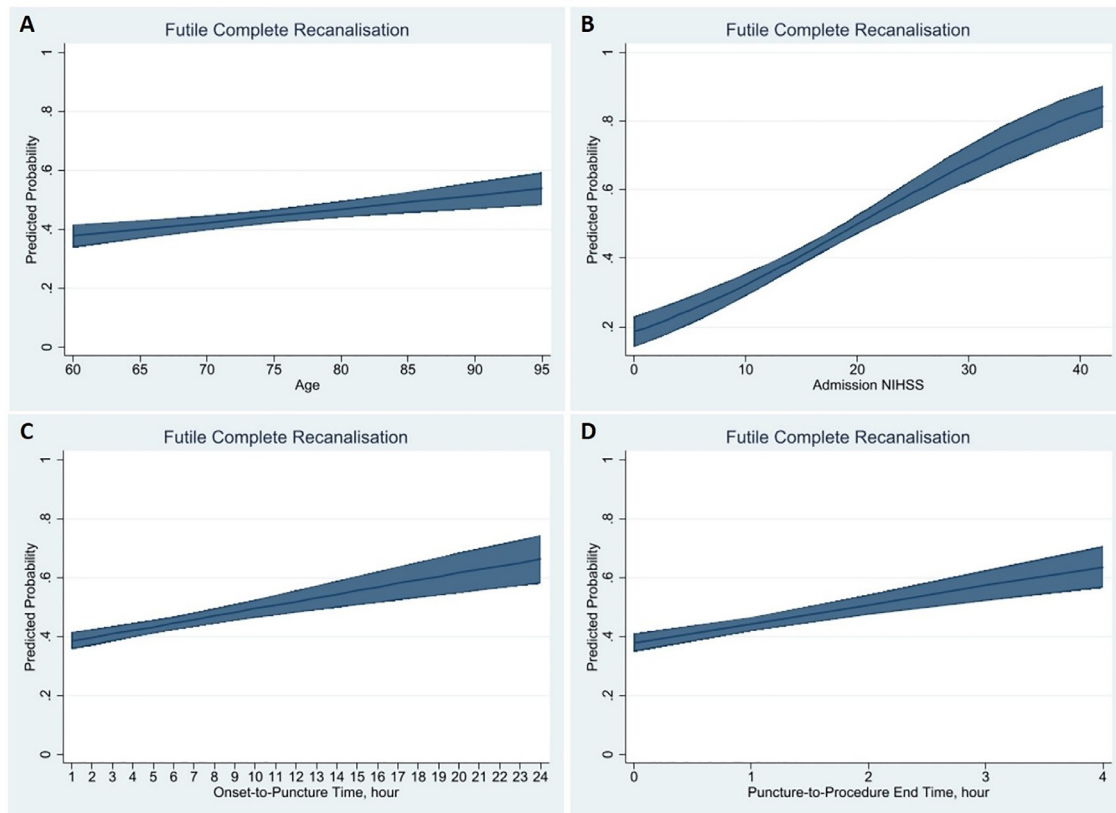 A
Futile Complete Recanalisation
Predicted Probability
1
.8
.6
.4
.2
0
60 65 70 75 80 85 90 95
Age
B
Futile Complete Recanalisation
Predicted Probability
1
.8
.6
.4
.2
0 10 20 30 40
Admission NIHSS
C
Futile Complete Recanalisation
Predicted Probability
1
.8
.6
.4
.2
0
1 2 3 4 5 6 7 8 9 10 11 12 13 14 15 16 17 18 19 20 21 22 23 24
Onset-to-Puncture Time, hour
D
Futile Complete Recanalisation
Predicted Probability
1
.8
.6
.4
.2
0
0 1 2 3 4
Puncture-to-Procedure End Time, hour